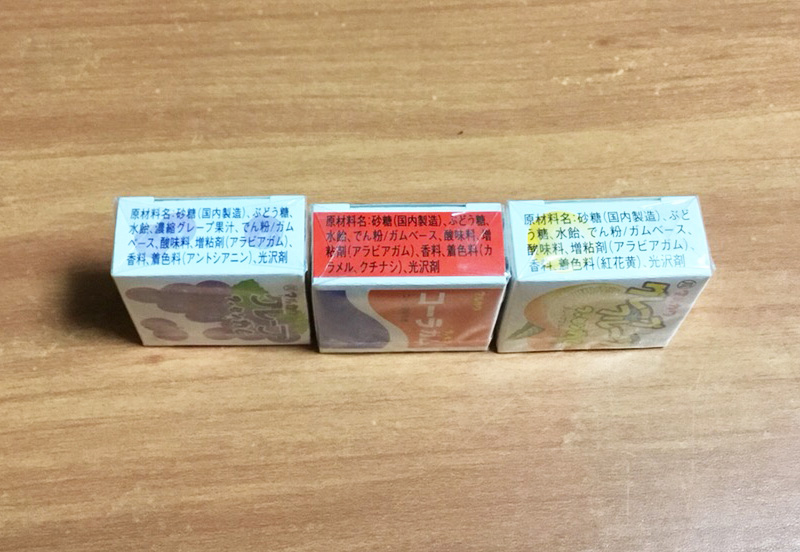 原材料名:砂糖(国内製造)、ぶどう糖、
水飴、濃縮グレープ果汁、でん粉/ガム
ベース、酸味料、増粘剤(アラビアガム)、
香料、着色料(アントシアニン)、光沢剤
原材料名:砂糖(国内製造)、ぶどう糖、
水飴、でん粉/ガムベース、酸味料、増
粘剤(アラビアガム)、香料、着色料(カ
ラメル、クチナシ)、光沢剤
原材料名:砂糖(国内製造)、ぶど
う糖、水飴、でん粉/ガムベース、
酸味料、増粘剤(アラビアガム)、
香料、着色料(紅花黄)、光沢剤
コーラ